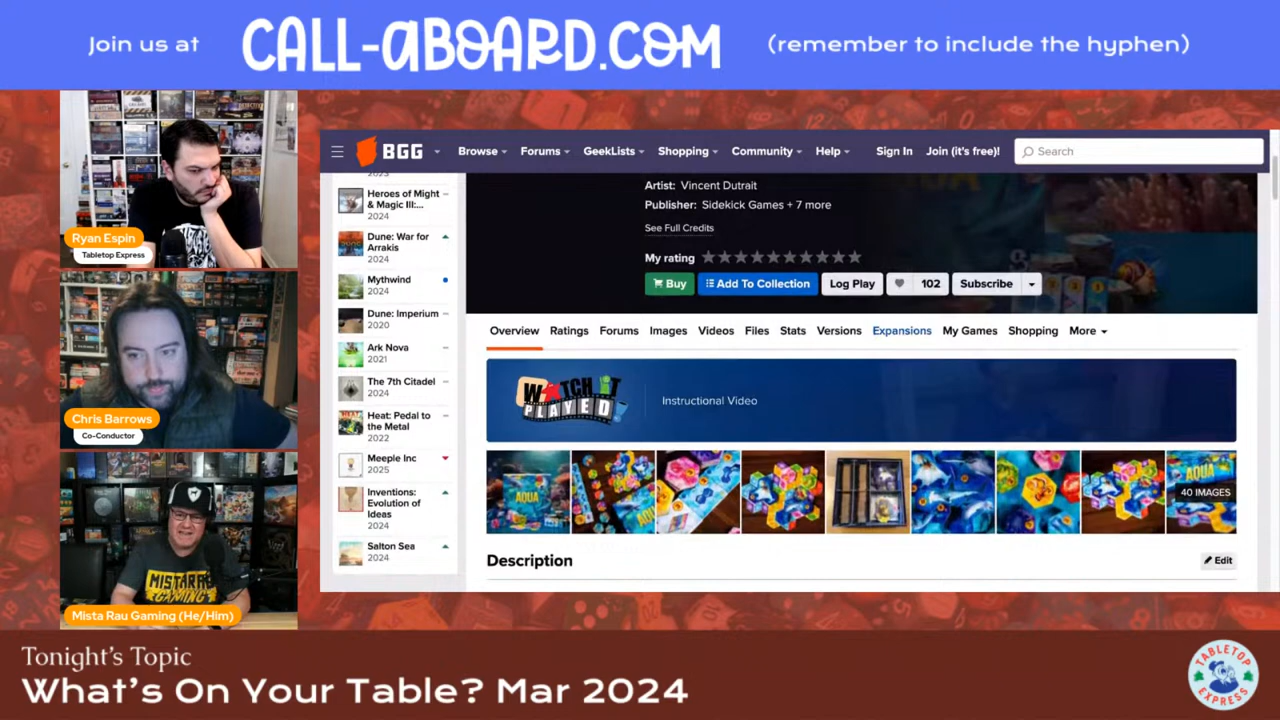 Join us at CALL-ABOARD.COM (remember to include the hyphen)
Ryan Espin
Tabletop Express
Chris Barrows
Co-Conductor
MISTARAU
GAMING
Mista Rau Gaming (He/Him)
BGG Browse Forums GeekLists Shopping Community Help Sign In Join (it's free)! Search
2023
Heroes of Might
& Magic III:...
2024
Dune: War for
Arrakis
2024
Mythwind
2024
Dune: Imperium
2020
Ark Nova
2021
The 7th Citadel
2024
Heat: Pedal to
the Metal
2022
Meeple Inc
2025
Inventions:
Evolution of
Ideas
2024
Salton Sea
2024
Artist: Vincent Dutrait
Publisher: Sidekick Games + 7 more
See Full Credits
My rating
Buy Add To Collection Log Play 102 Subscribe
Overview Ratings Forums Images Videos Files Stats Versions Expansions My Games Shopping More
WATCH IT
PLAYED
Instructional Video
AQUA
AQUA
40 IMAGES
Description
Edit
Tonight's Topic
What's On Your Table? Mar 2024
TABLETOP
EXPRESS